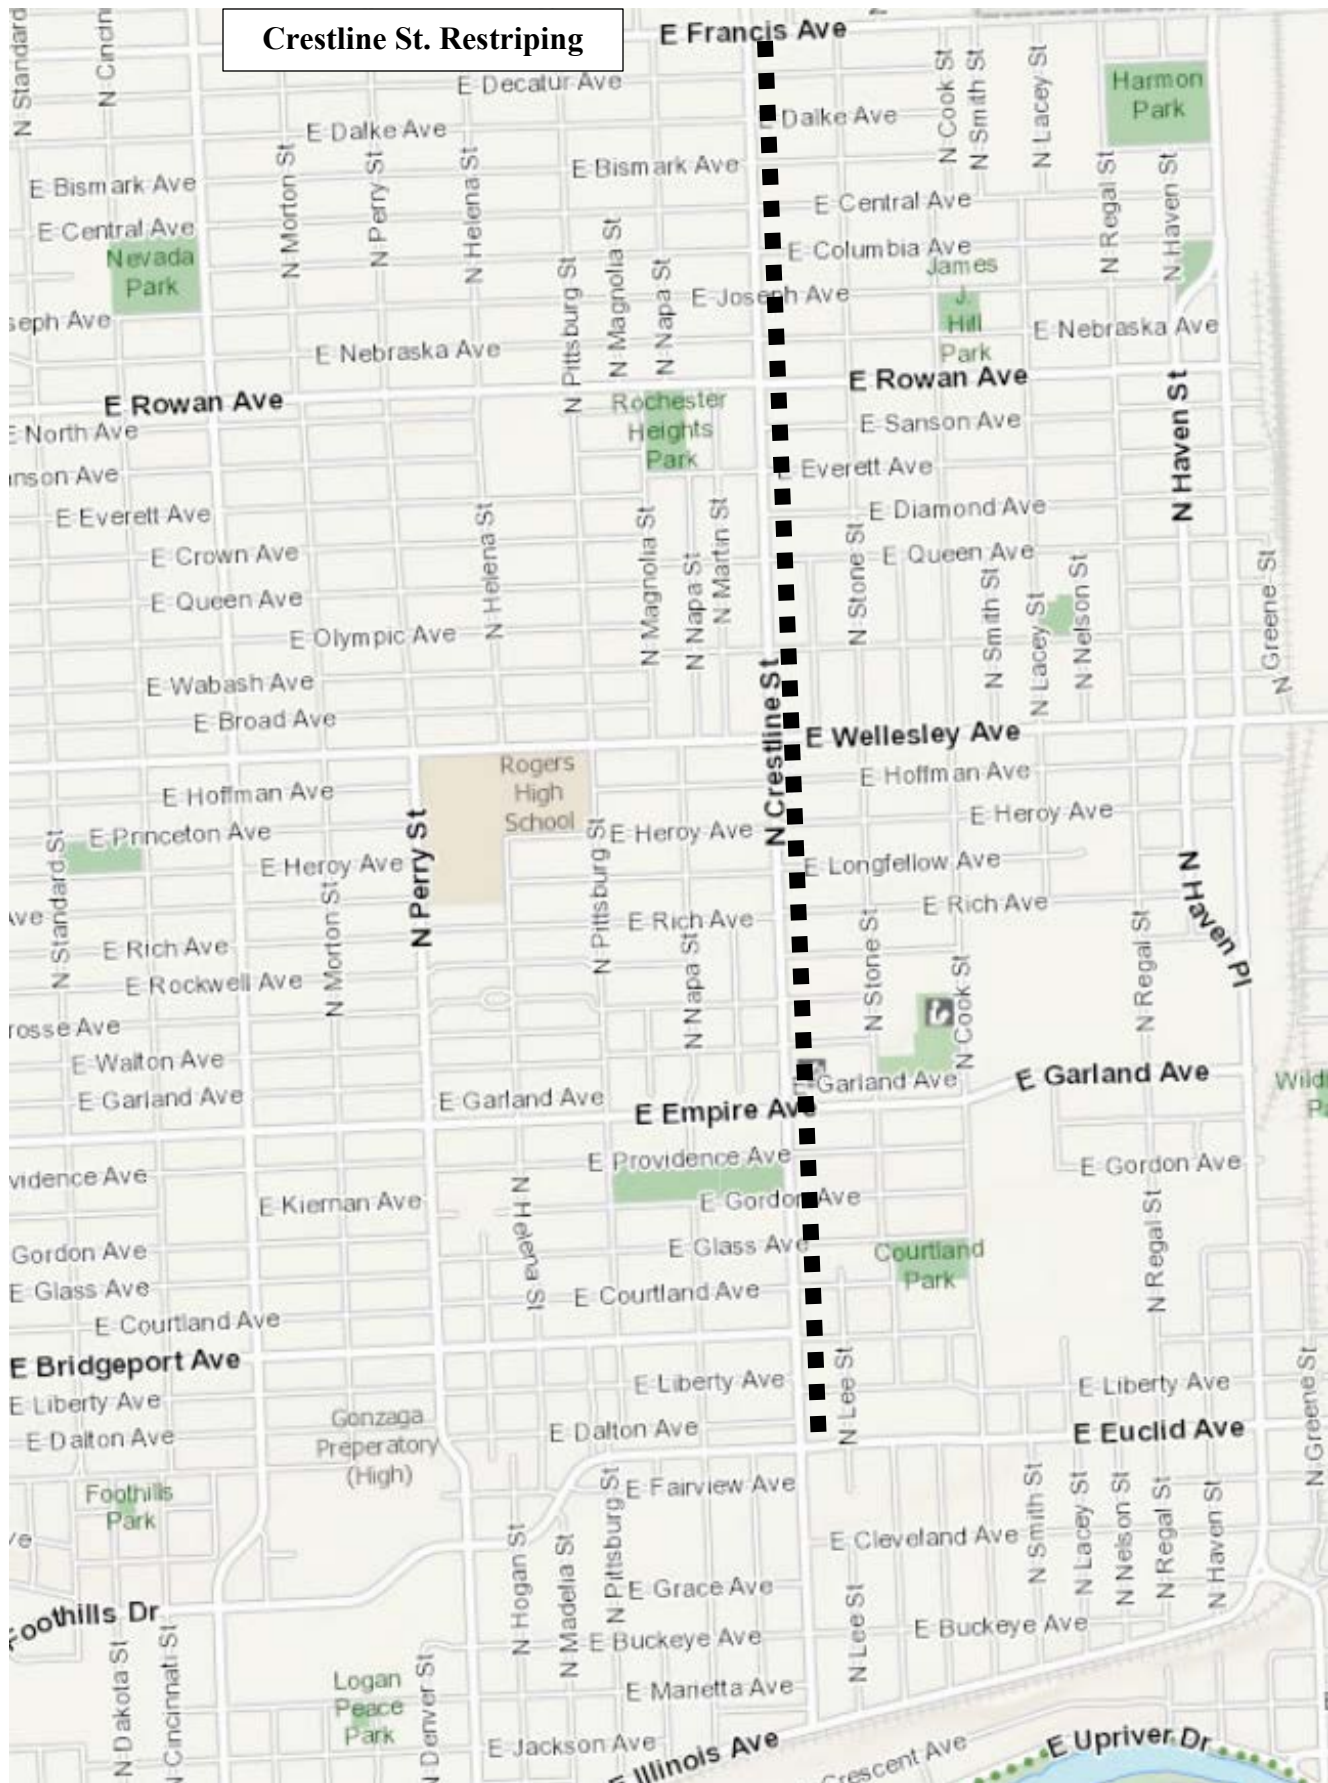 Crestline St. Restriping
E Francis Ave
N Standard
N Cincin
E Decatur Ave
N Cook St
N Smith St
N Lacey St
Harmon
Park
E Dalke Ave
Dalke Ave
N Morton St
N Perry St
N Helena St
E Bismark Ave
E Bismark Ave
N Regal St
N Haven St
E Central Ave
E Central Ave
Nevada
Park
N Magnolia St
E Columbia Ave
James
J.
Hill
Park
N Pittsburg St
N Napa St
E Joseph Ave
seph Ave
E Nebraska Ave
E Nebraska Ave
E Rowan Ave
E Rowan Ave
Rochester
Heights
Park
N Haven St
E North Ave
E Sanson Ave
anson Ave
Everett Ave
E Everett Ave
E Diamond Ave
N Helena St
N Magnolia St
N Napa St
N Martin St
N Stone St
E Crown Ave
E Queen Ave
E Queen Ave
N Smith St
N Lacey St
N Nelson St
N Greene St
N
E Olympic Ave
E Wabash Ave
E Broad Ave
N Crestline St
E Wellesley Ave
Rogers
High
School
E Hoffman Ave
E Hoffman Ave
E Heroy Ave
E Princeton Ave
E Heroy Ave
N Standard St
N Perry St
N Pittsburg St
E Heroy Ave
E Longfellow Ave
N Haven Pl
N Morton St
Ave
E Rich Ave
E Rich Ave
N Stone St
N Regal St
E Rich Ave
N Napa St
N Cook St
E Rockwell Ave
rosse Ave
E Walton Ave
E Garland Ave
E Garland Ave
Garland Ave
E Garland Ave
Wild
Pa
E Empire Ave
E Providence Ave
E Gordon Ave
vidence Ave
E Kiernan Ave
N Helena St
E Gordon Ave
N Regal St
Gordon Ave
E Glass Ave
Courtland
Park
E Glass Ave
E Courtland Ave
E Courtland Ave
E Bridgeport Ave
N Lee St
N Greene St
E Liberty Ave
E Liberty Ave
E Liberty Ave
Gonzaga
Preperatory
(High)
E Dalton Ave
E Dalton Ave
E Euclid Ave
Foothills
Park
N Pittsburg St
E Fairview Ave
N Smith St
N Lacey St
N Nelson St
N Regal St
N Haven St
ve
N Hogan St
N Madelia St
E Cleveland Ave
E Grace Ave
N Lee St
Foothills Dr
E Buckeye Ave
E Buckeye Ave
N Dakota St
N Cincinnati St
Logan
Peace
Park
N Denver St
E Marietta Ave
E Jackson Ave
E Illinois Ave
Crescent Ave
E Upriver Dr